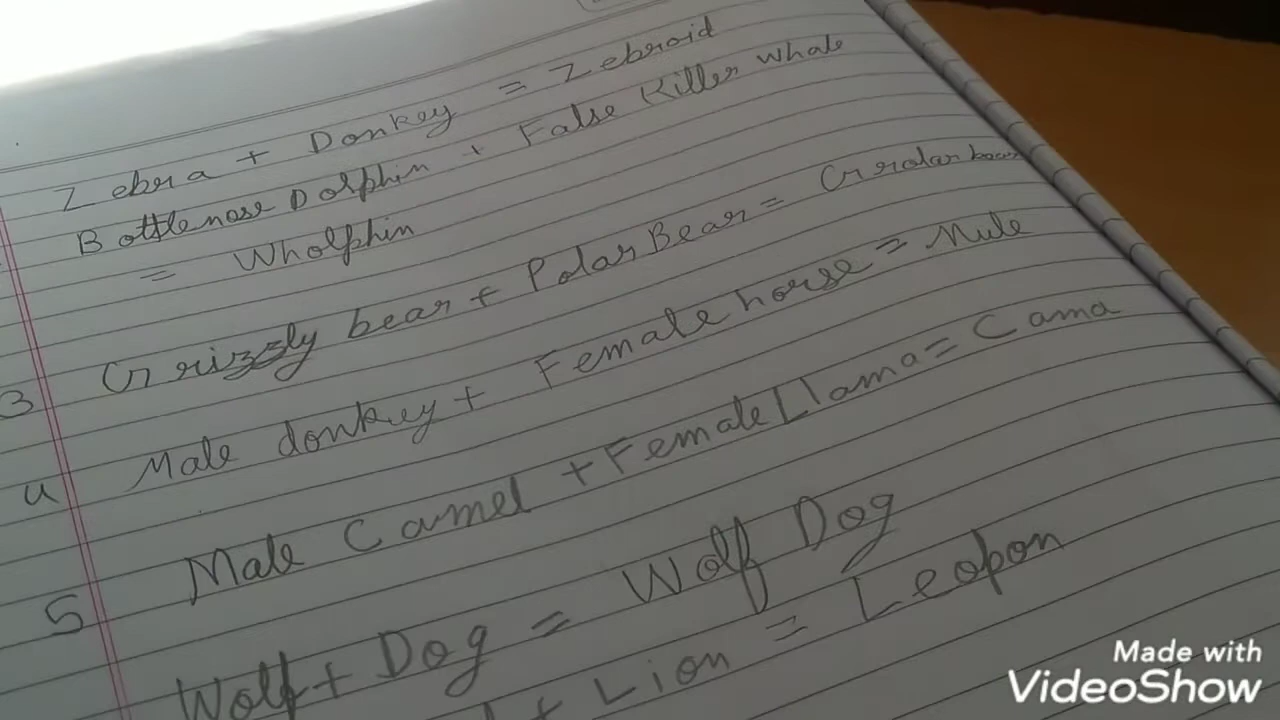 Zebra + Donkey = Zebroid
Bottlenose Dolphin + False Killer whale
= Wholphin
3 Grizzly bear + Polar Bear = Grolar bear
4 Male donkey + Female horse = Mule
5 Male Camel + Female Llama = Cama
Wolf + Dog = Wolf Dog
+ Lion = Leopon
Made with
VideoShow